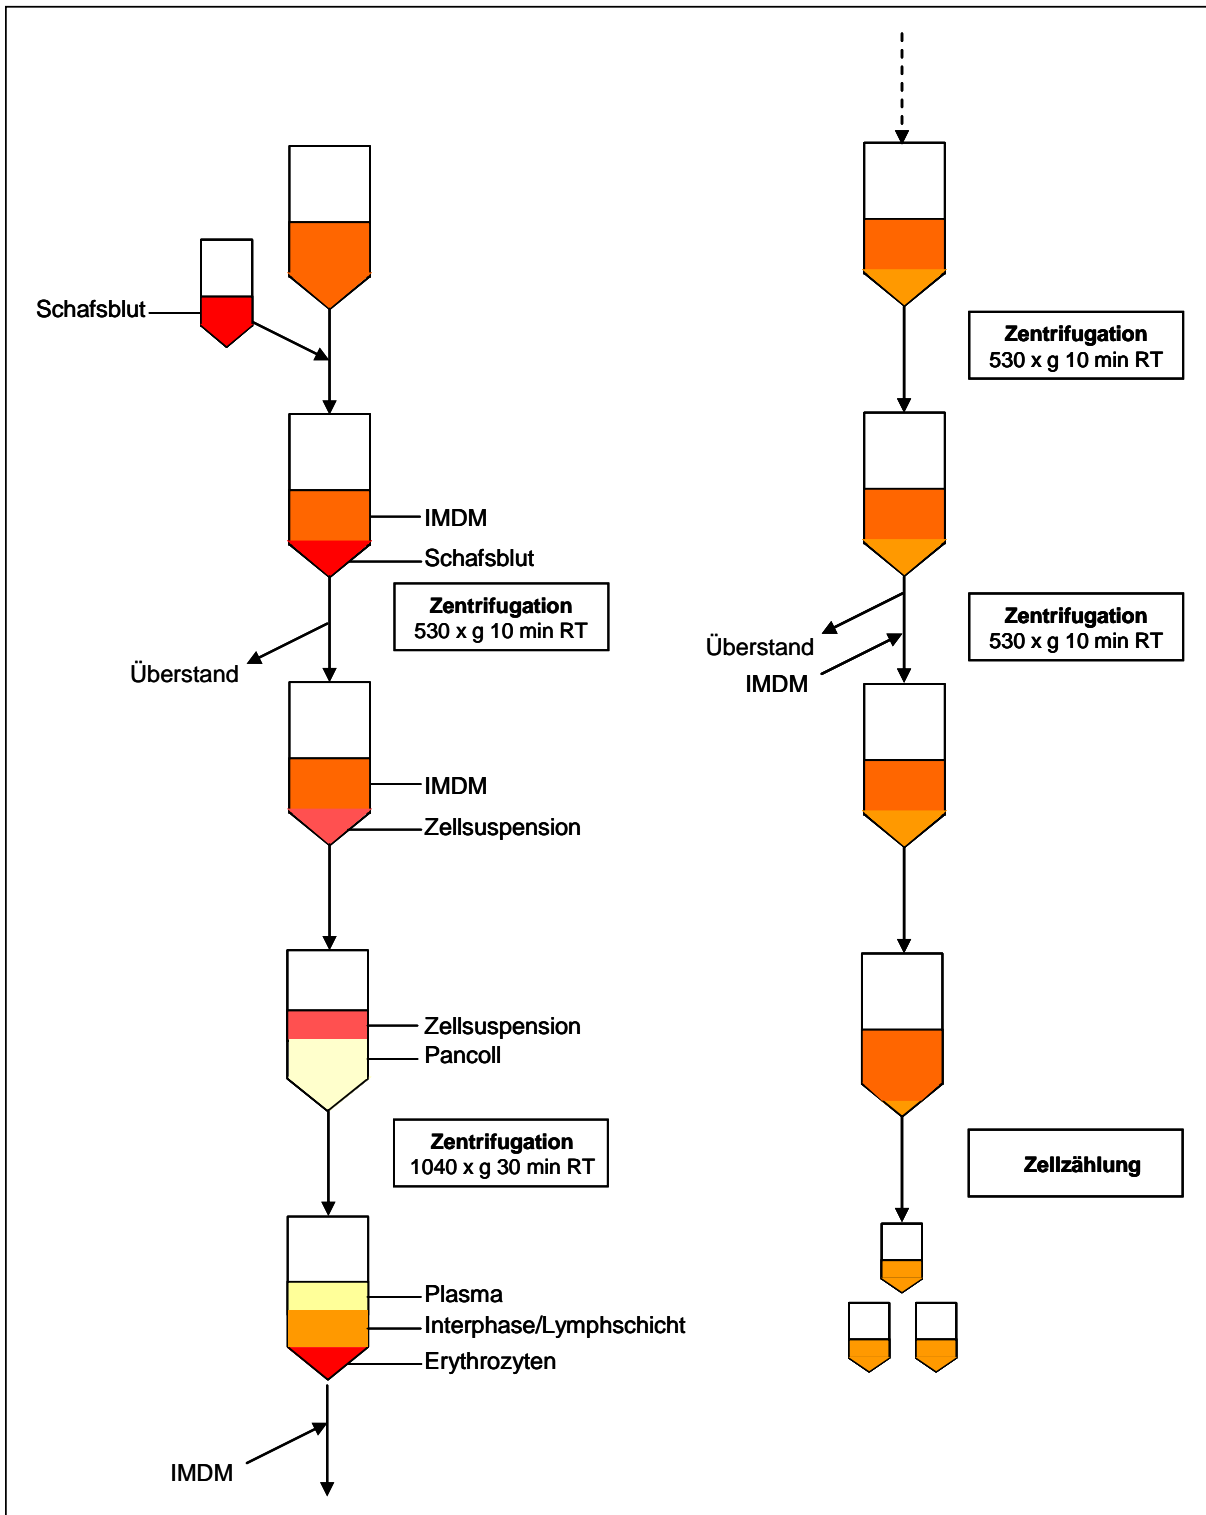 Schafsblut
IMDM
Schafsblut
Zentrifugation
530 x g 10 min RT
Überstand
IMDM
Zellsuspension
Zellsuspension
Pancoll
Zentrifugation
1040 x g 30 min RT
Plasma
Interphase/Lymphschicht
Erythrozyten
IMDM
Zentrifugation
530 x g 10 min RT
Zentrifugation
530 x g 10 min RT
Überstand
IMDM
Zellzählung